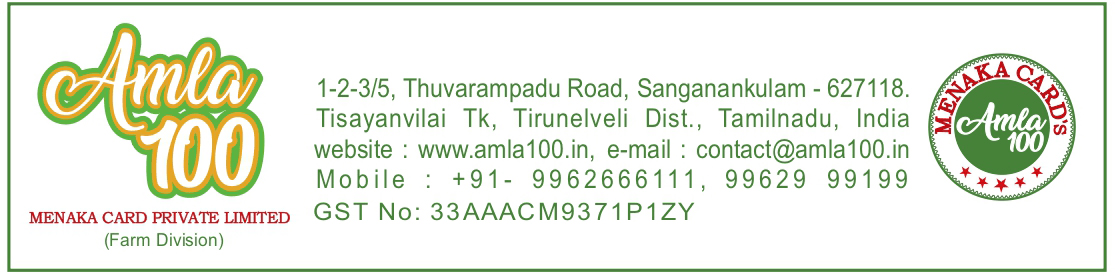 Amla
100
MENAKA CARD PRIVATE LIMITED
(Farm Division)
1-2-3/5, Thuvarampadu Road, Sanganankulam - 627118.
Tisayanvilai Tk, Tirunelveli Dist., Tamilnadu, India
website : www.amla100.in, e-mail : contact@amla100.in
Mobile : +91- 9962666111, 99629 99199
GST No: 33AAACM9371P1ZY
MENAKA CARD'S
Amla
100